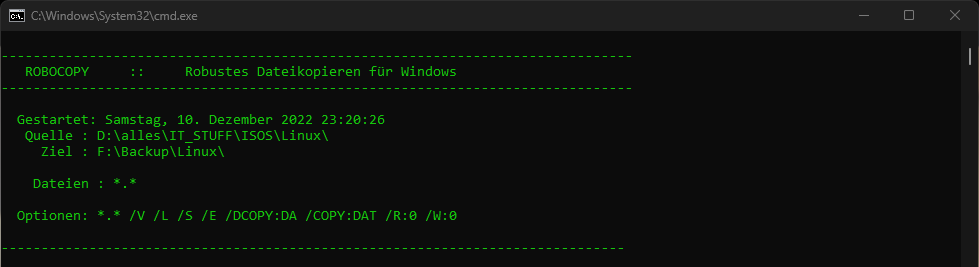 C:\Windows\System32\cmd.exe
-------------------------------------------------------------------------------
ROBOCOPY     ::     Robustes Dateikopieren für Windows
-------------------------------------------------------------------------------
Gestartet: Samstag, 10. Dezember 2022 23:20:26
Quelle : D:\alles\IT_STUFF\ISOS\Linux\
Ziel : F:\Backup\Linux\
Dateien : *.*
Optionen: *.* /V /L /S /E /DCOPY:DA /COPY:DAT /R:0 /W:0
------------------------------------------------------------------------------